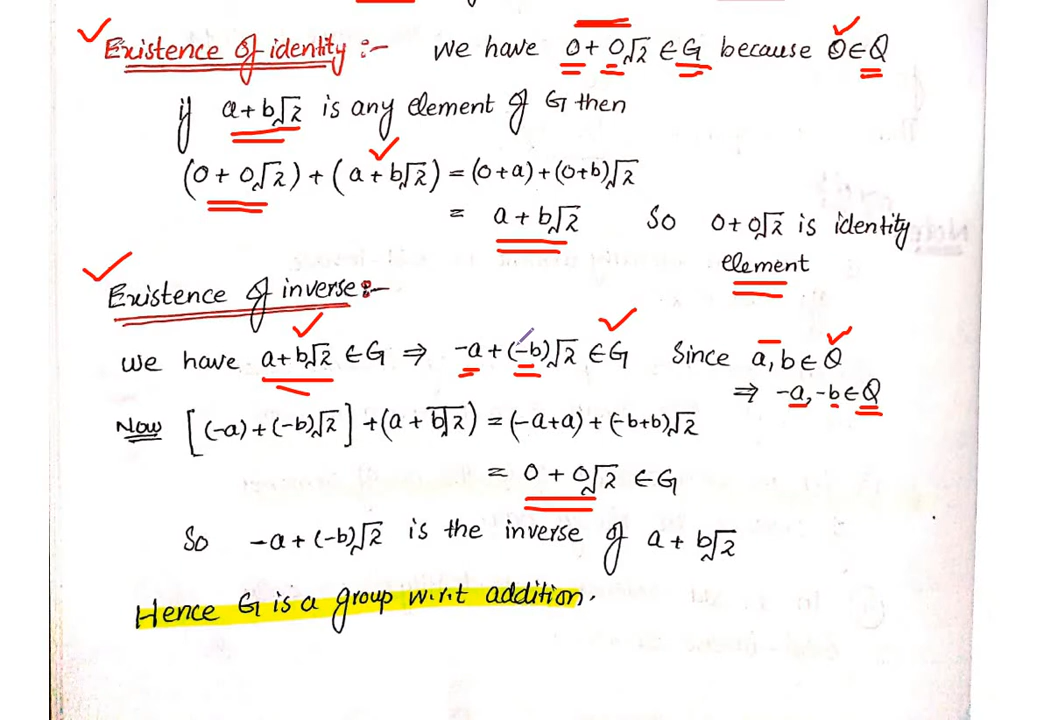 Existence of identity :- we have 0 + 0√2 ∈ G because 0 ∈ Q
if a + b√2 is any element of G then
(0 + 0√2) + (a + b√2) = (0+a) + (0+b)√2
= a + b√2 So 0 + 0√2 is identity
element
Existence of inverse :-
we have a + b√2 ∈ G ⇒ -a + (-b)√2 ∈ G Since a, b ∈ Q
⇒ -a, -b ∈ Q
Now [(-a) + (-b)√2] + (a + b√2) = (-a+a) + (-b+b)√2
= 0 + 0√2 ∈ G
So -a + (-b)√2 is the inverse of a + b√2
Hence G is a group w.r.t addition.